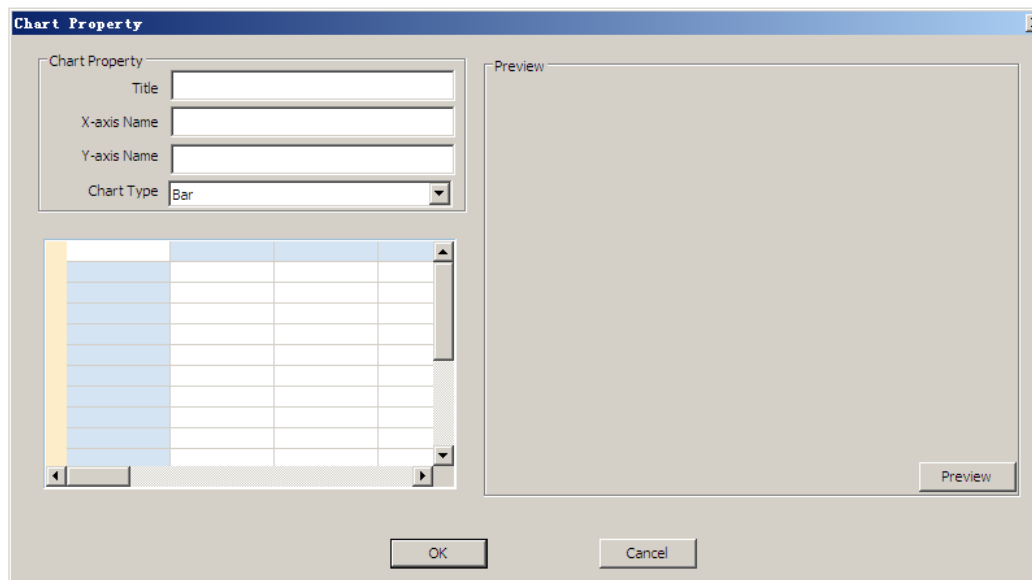 Chart Property
Chart Property
Title
X-axis Name
Y-axis Name
Chart Type
Bar
Preview
Preview
OK
Cancel